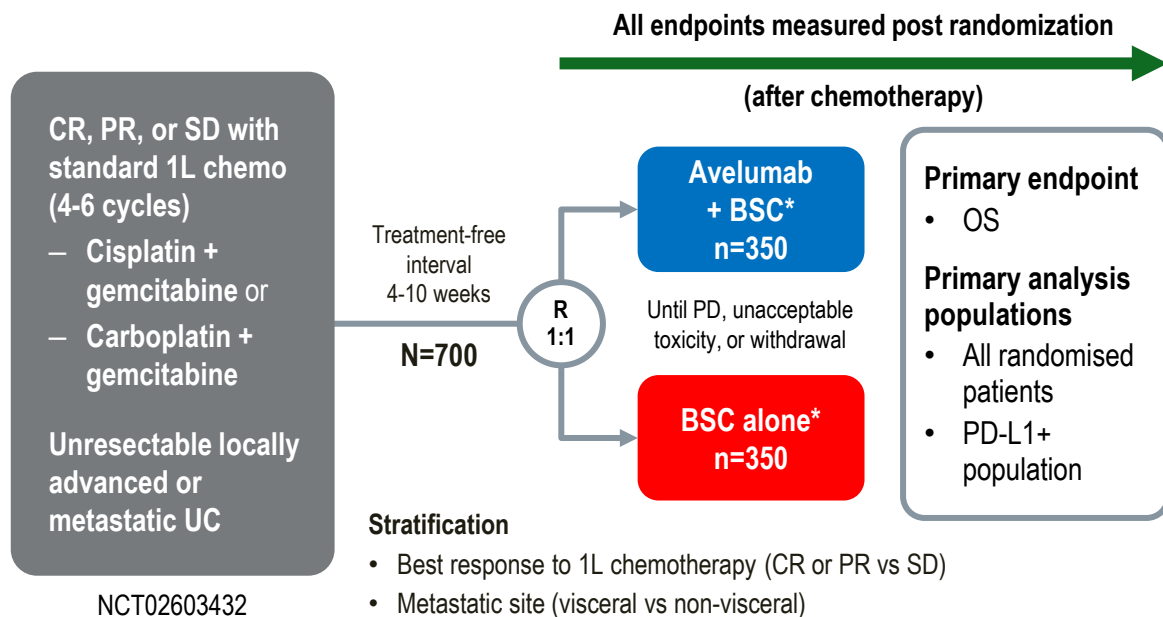 All endpoints measured post randomization
(after chemotherapy)
CR, PR, or SD with
standard 1L chemo
(4-6 cycles)
– Cisplatin +
gemcitabine or
– Carboplatin +
gemcitabine
Unresectable locally
advanced or
metastatic UC
NCT02603432
Treatment-free
interval
4-10 weeks
N=700
R
1:1
Avelumab
+ BSC*
n=350
Until PD, unacceptable
toxicity, or withdrawal
BSC alone*
n=350
Primary endpoint
• OS
Primary analysis
populations
• All randomised
patients
• PD-L1+
population
Stratification
• Best response to 1L chemotherapy (CR or PR vs SD)
• Metastatic site (visceral vs non-visceral)